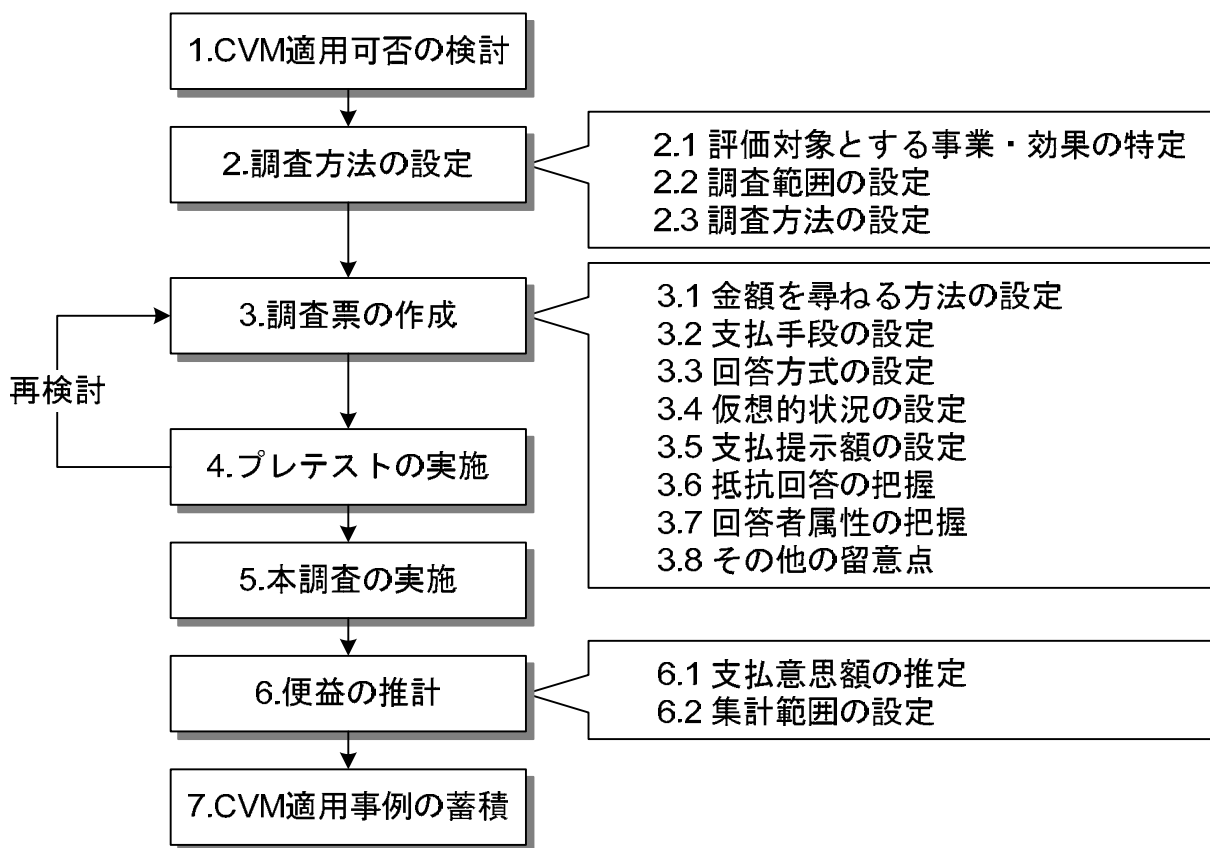 1.CVM適用可否の検討
2.調査方法の設定
2.1 評価対象とする事業・効果の特定
2.2 調査範囲の設定
2.3 調査方法の設定
3.調査票の作成
3.1 金額を尋ねる方法の設定
3.2 支払手段の設定
3.3 回答方式の設定
3.4 仮想的状況の設定
3.5 支払提示額の設定
3.6 抵抗回答の把握
3.7 回答者属性の把握
3.8 その他の留意点
再検討
4.プレテストの実施
5.本調査の実施
6.便益の推計
6.1 支払意思額の推定
6.2 集計範囲の設定
7.CVM適用事例の蓄積